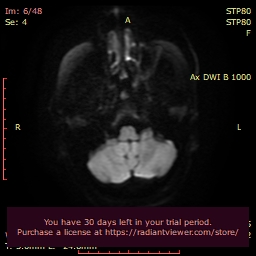 Im: 6/48
STP80
Se: 4
STP80
F
A
Ax DWI B 1000
R
L
You have 30 days left in your trial period.
Purchase a license at https://radiantviewer.com/store/